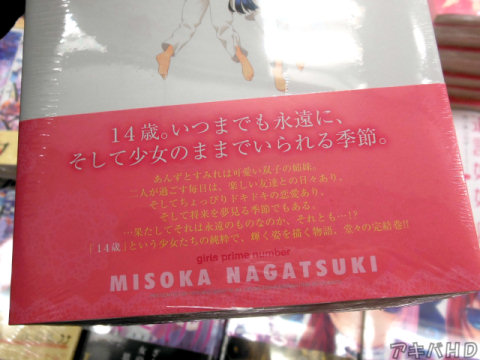 14歳。いつまでも永遠に、
そして少女のままでいられる季節。
あんずとすみれは可愛い双子の姉妹。
二人が過ごす毎日は、楽しい友達との日々あり、
そしてちょっぴりドキドキの恋愛あり、
そして将来を夢見る季節でもある。
…果たしてそれは永遠のものなのか、それとも…!?
「14歳」という少女たちの純粋で、輝く姿を描く物語、堂々の完結巻!!
girls prime number
MISOKA NAGATSUKI
アキバHD